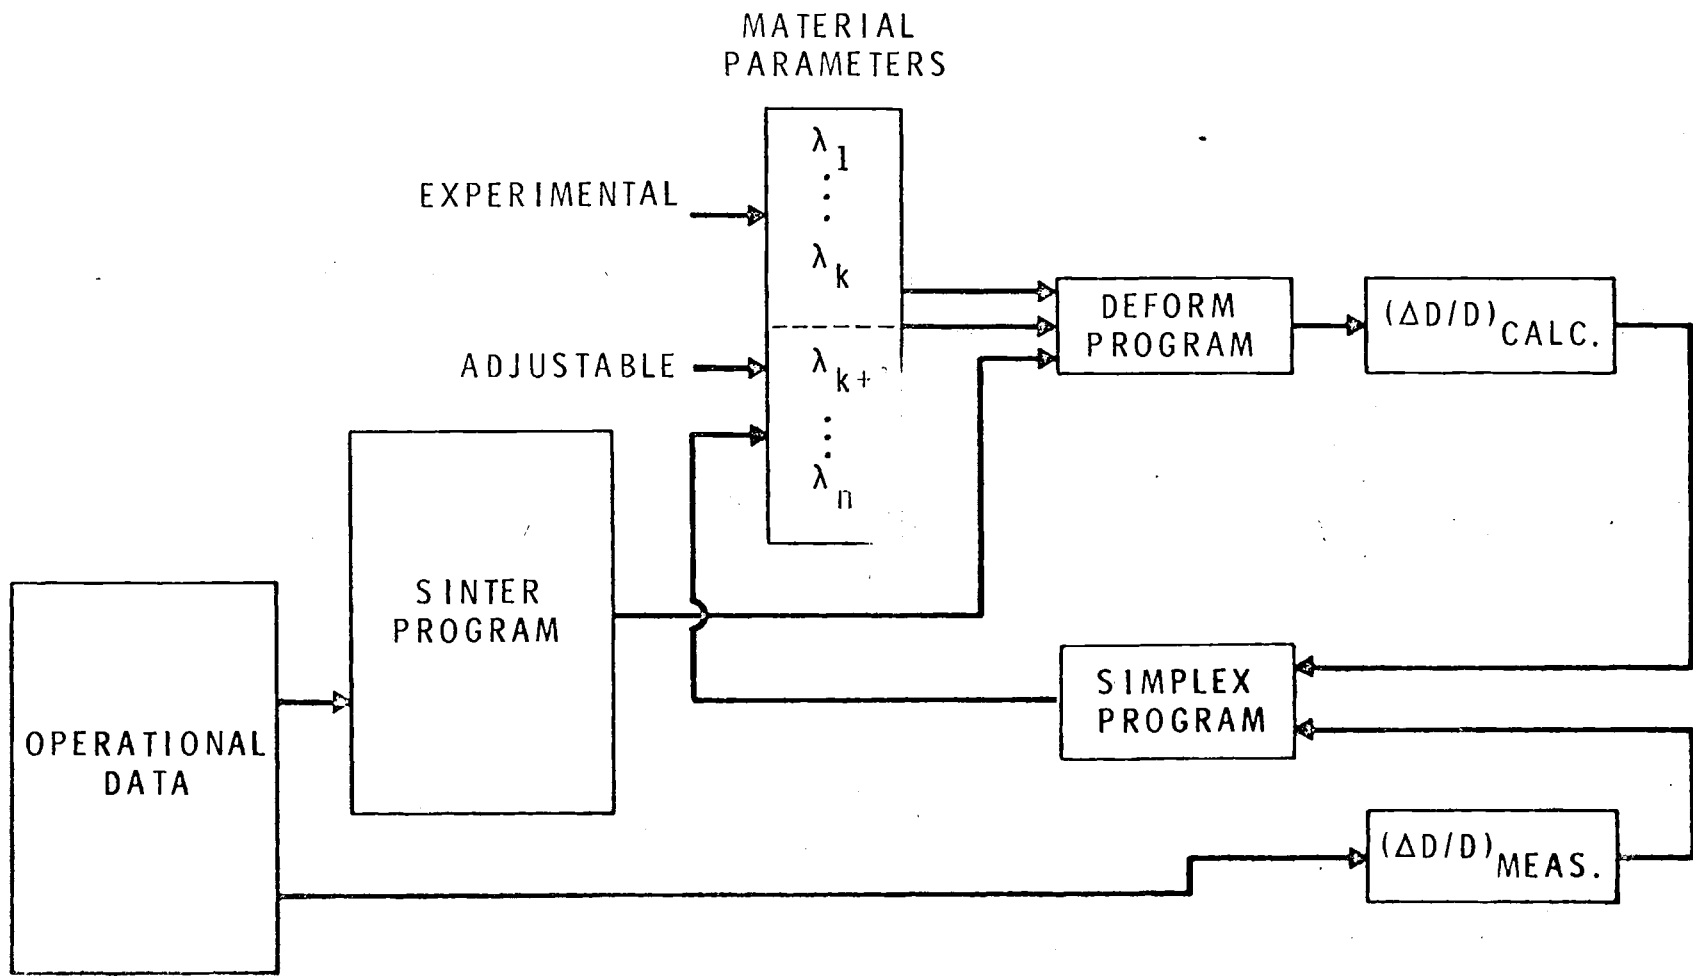 MATERIAL
PARAMETERS
λ1
λk
λk+
λn
EXPERIMENTAL
ADJUSTABLE
DEFORM
PROGRAM
(ΔD/D)CALC.
SINTER
PROGRAM
SIMPLEX
PROGRAM
OPERATIONAL
DATA
(ΔD/D)MEAS.